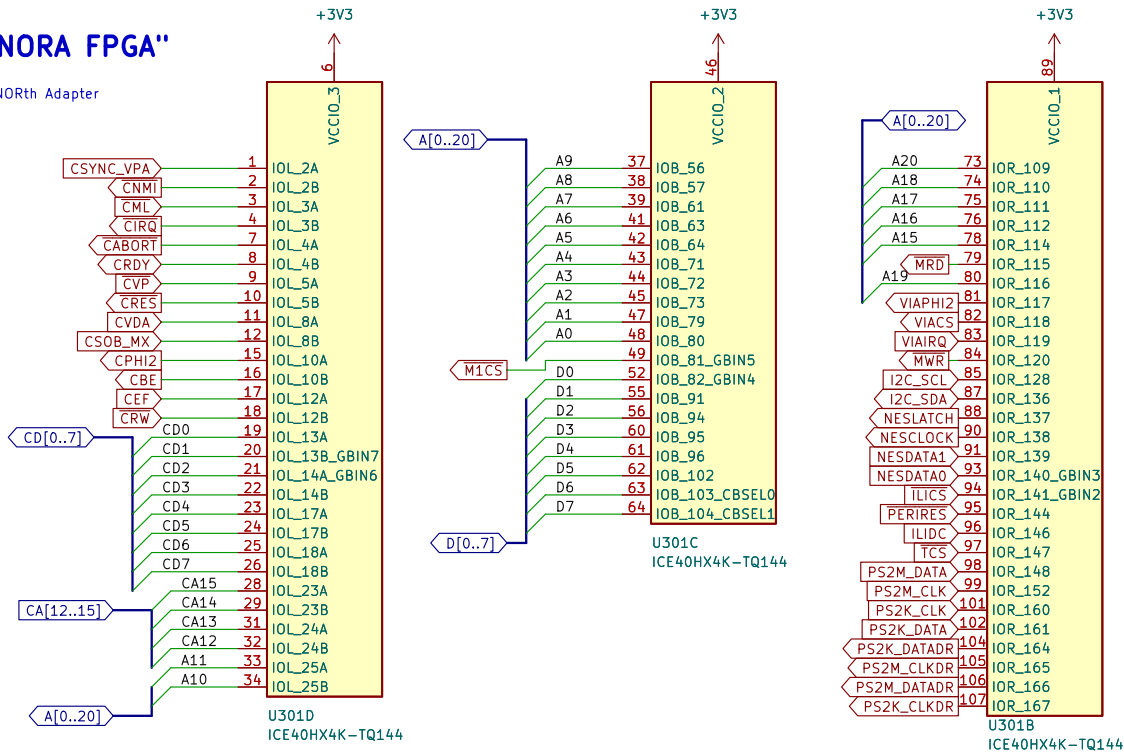 NORA FPGA"
NORth Adapter
+3V3
6
VCCIO_3
CSYNC_VPA 1 IOL_2A
CNMI 2 IOL_2B
CML 3 IOL_3A
CIRQ 4 IOL_3B
CABORT 7 IOL_4A
CRDY 8 IOL_4B
CVP 9 IOL_5A
CRES 10 IOL_5B
CVDA 11 IOL_8A
CSOB_MX 12 IOL_8B
CPHI2 15 IOL_10A
CBE 16 IOL_10B
CEF 17 IOL_12A
CRW 18 IOL_12B
CD[0..7]
CD0 19 IOL_13A
CD1 20 IOL_13B_GBIN7
CD2 21 IOL_14A_GBIN6
CD3 22 IOL_14B
CD4 23 IOL_17A
CD5 24 IOL_17B
CD6 25 IOL_18A
CD7 26 IOL_18B
CA15 28 IOL_23A
CA[12..15]
CA14 29 IOL_23B
CA13 31 IOL_24A
CA12 32 IOL_24B
A11 33 IOL_25A
A10 34 IOL_25B
A[0..20]
U301D
ICE40HX4K-TQ144
+3V3
46
VCCIO_2
A[0..20]
A9 37 IOB_56
A8 38 IOB_57
A7 39 IOB_61
A6 41 IOB_63
A5 42 IOB_64
A4 43 IOB_71
A3 44 IOB_72
A2 45 IOB_73
A1 47 IOB_79
A0 48 IOB_80
M1CS 49 IOB_81_GBIN5
D0 52 IOB_82_GBIN4
D1 55 IOB_91
D2 56 IOB_94
D3 60 IOB_95
D4 61 IOB_96
D5 62 IOB_102
D6 63 IOB_103_CBSEL0
D7 64 IOB_104_CBSEL1
D[0..7]
U301C
ICE40HX4K-TQ144
+3V3
89
VCCIO_1
A[0..20]
A20 73 IOR_109
A18 74 IOR_110
A17 75 IOR_111
A16 76 IOR_112
A15 78 IOR_114
MRD 79 IOR_115
A19 80 IOR_116
VIAPHI2 81 IOR_117
VIACS 82 IOR_118
VIAIRQ 83 IOR_119
MWR 84 IOR_120
I2C_SCL 85 IOR_128
I2C_SDA 87 IOR_136
NESLATCH 88 IOR_137
NESCLOCK 90 IOR_138
NESDATA1 91 IOR_139
NESDATA0 93 IOR_140_GBIN3
ILICS 94 IOR_141_GBIN2
PERIRES 95 IOR_144
ILIDC 96 IOR_146
TCS 97 IOR_147
PS2M_DATA 98 IOR_148
PS2M_CLK 99 IOR_152
PS2K_CLK 101 IOR_160
PS2K_DATA 102 IOR_161
PS2K_DATADR 104 IOR_164
PS2M_CLKDR 105 IOR_165
PS2M_DATADR 106 IOR_166
PS2K_CLKDR 107 IOR_167
U301B
ICE40HX4K-TQ144